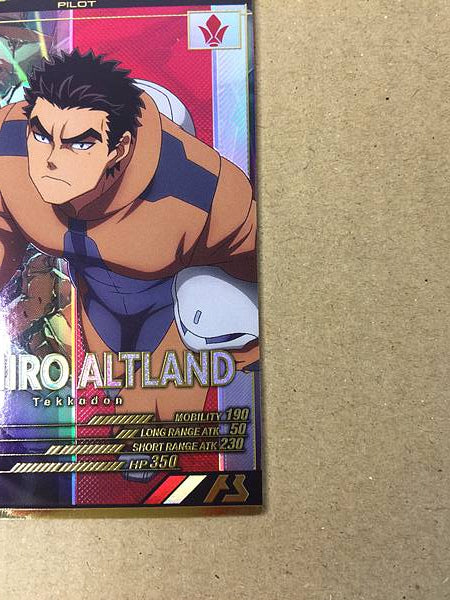 PILOT
IRO ALTLAND
Tekkadan
MOBILITY 190
LONG RANGE ATK 50
SHORT RANGE ATK 230
HP 350